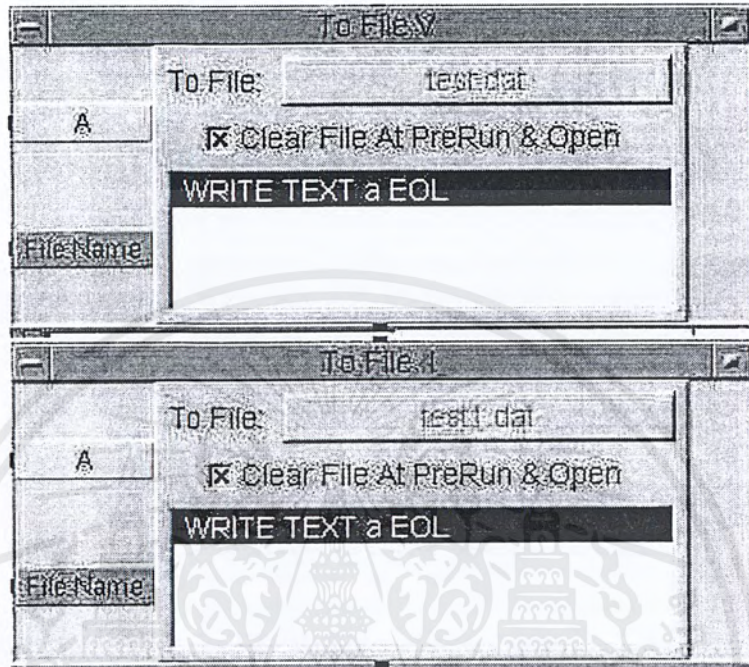 To File V
To File: test.dat
A
Clear File At PreRun & Open
WRITE TEXT a EOL
File Name
To File I
To File: test1.dat
A
Clear File At PreRun & Open
WRITE TEXT a EOL
File Name